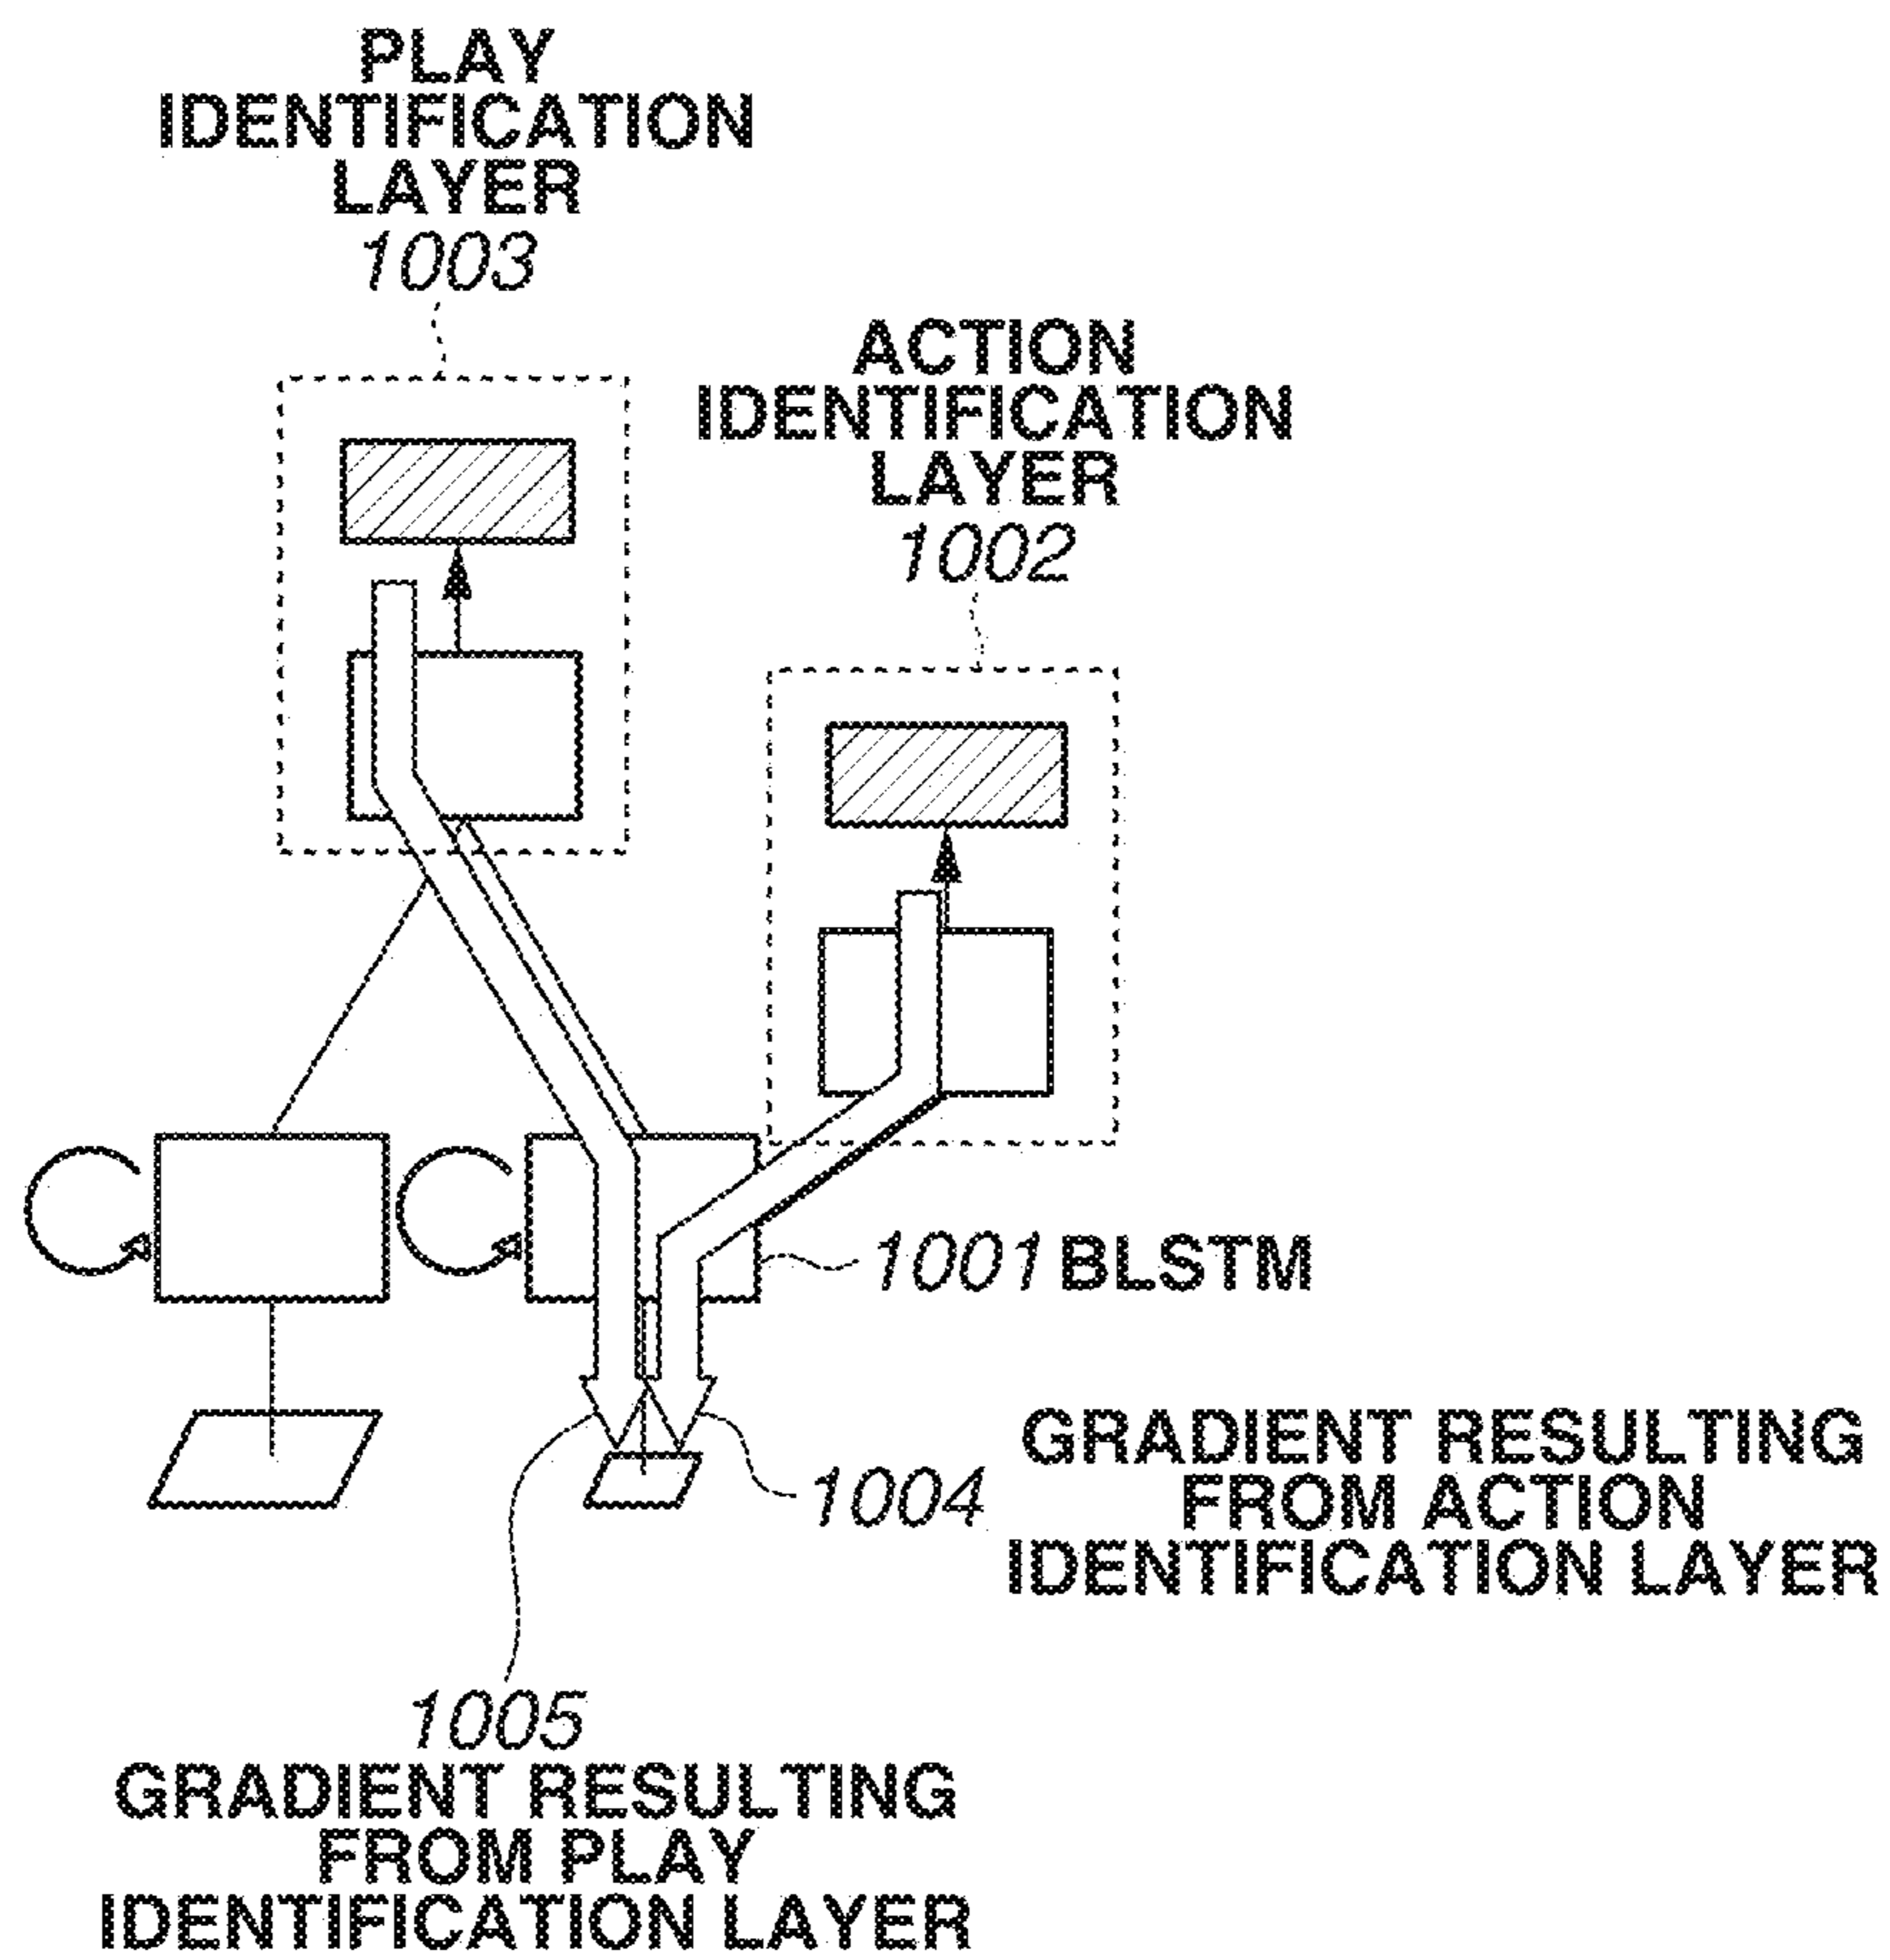 PLAY
IDENTIFICATION
LAYER
1003
ACTION
IDENTIFICATION
LAYER
1002
1001 BLSTM
1004
GRADIENT RESULTING
FROM ACTION
IDENTIFICATION LAYER
1005
GRADIENT RESULTING
FROM PLAY
IDENTIFICATION LAYER